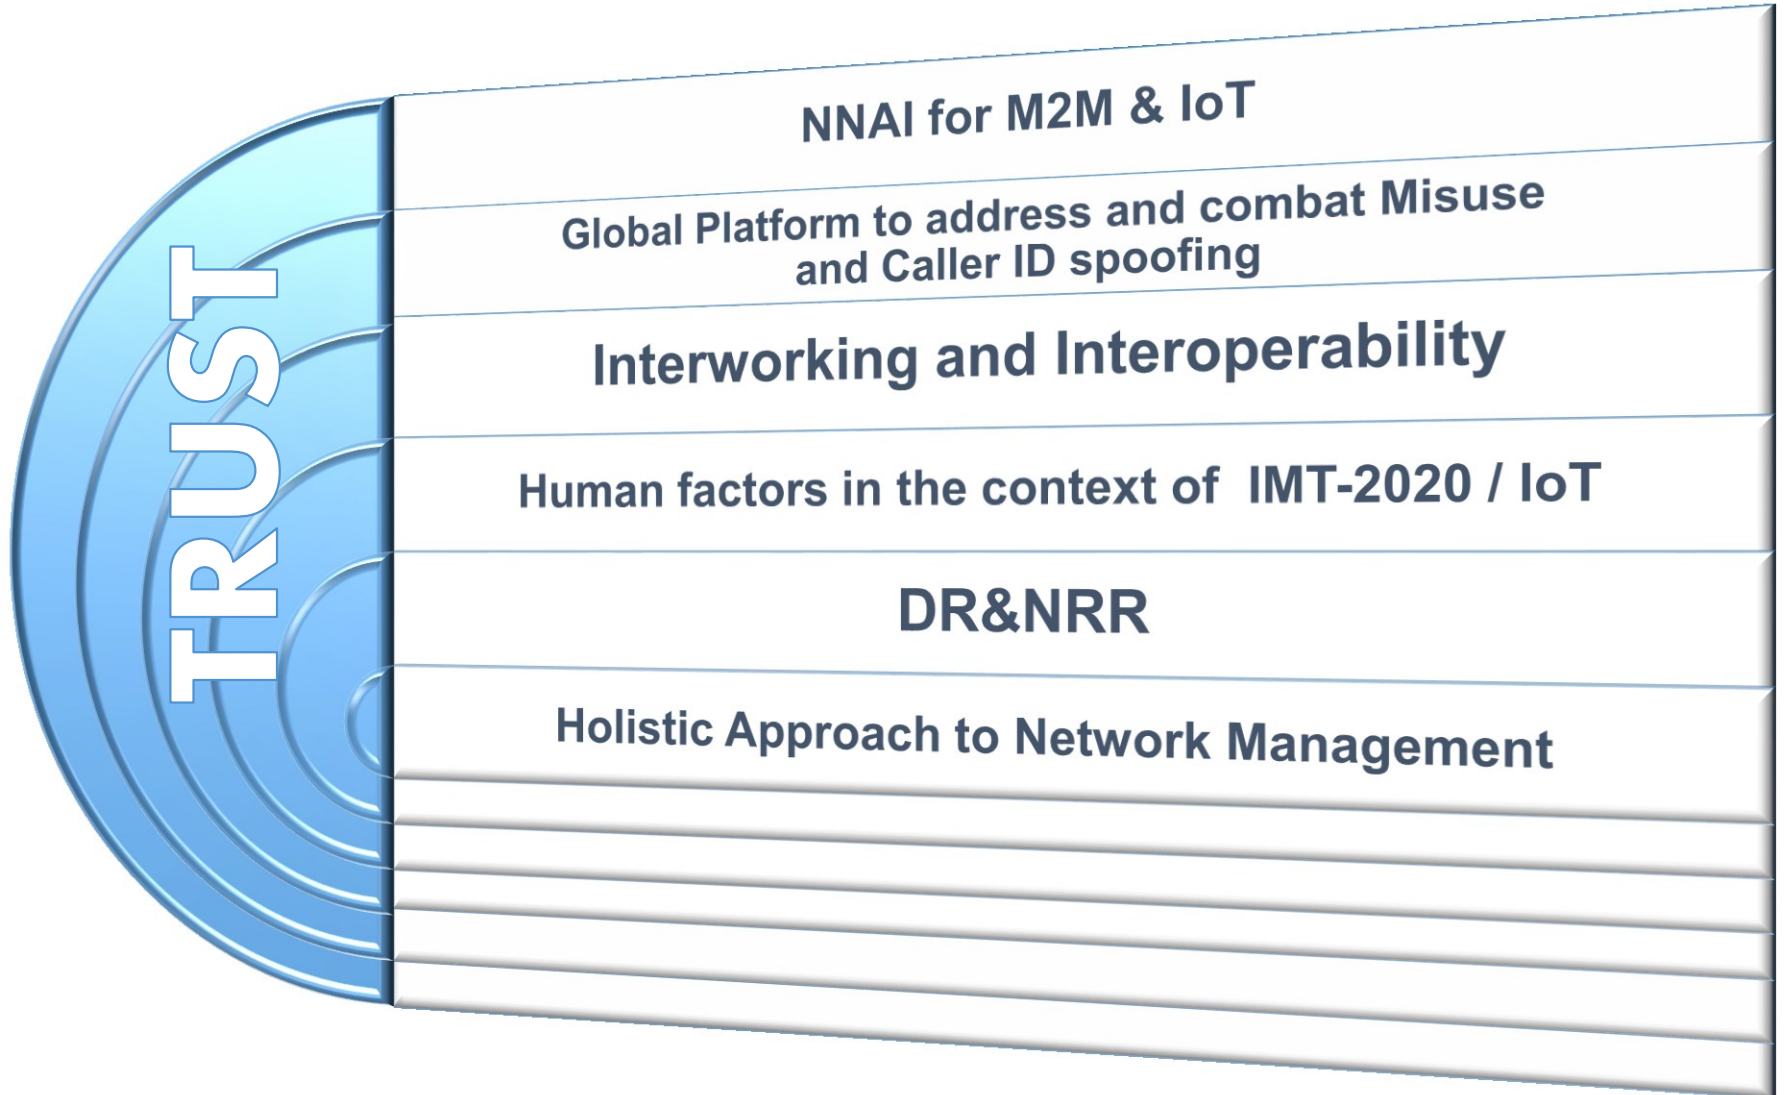 TRUST
NNAI for M2M & IoT
Global Platform to address and combat Misuse
and Caller ID spoofing
Interworking and Interoperability
Human factors in the context of  IMT-2020 / IoT
DR&NRR
Holistic Approach to Network Management